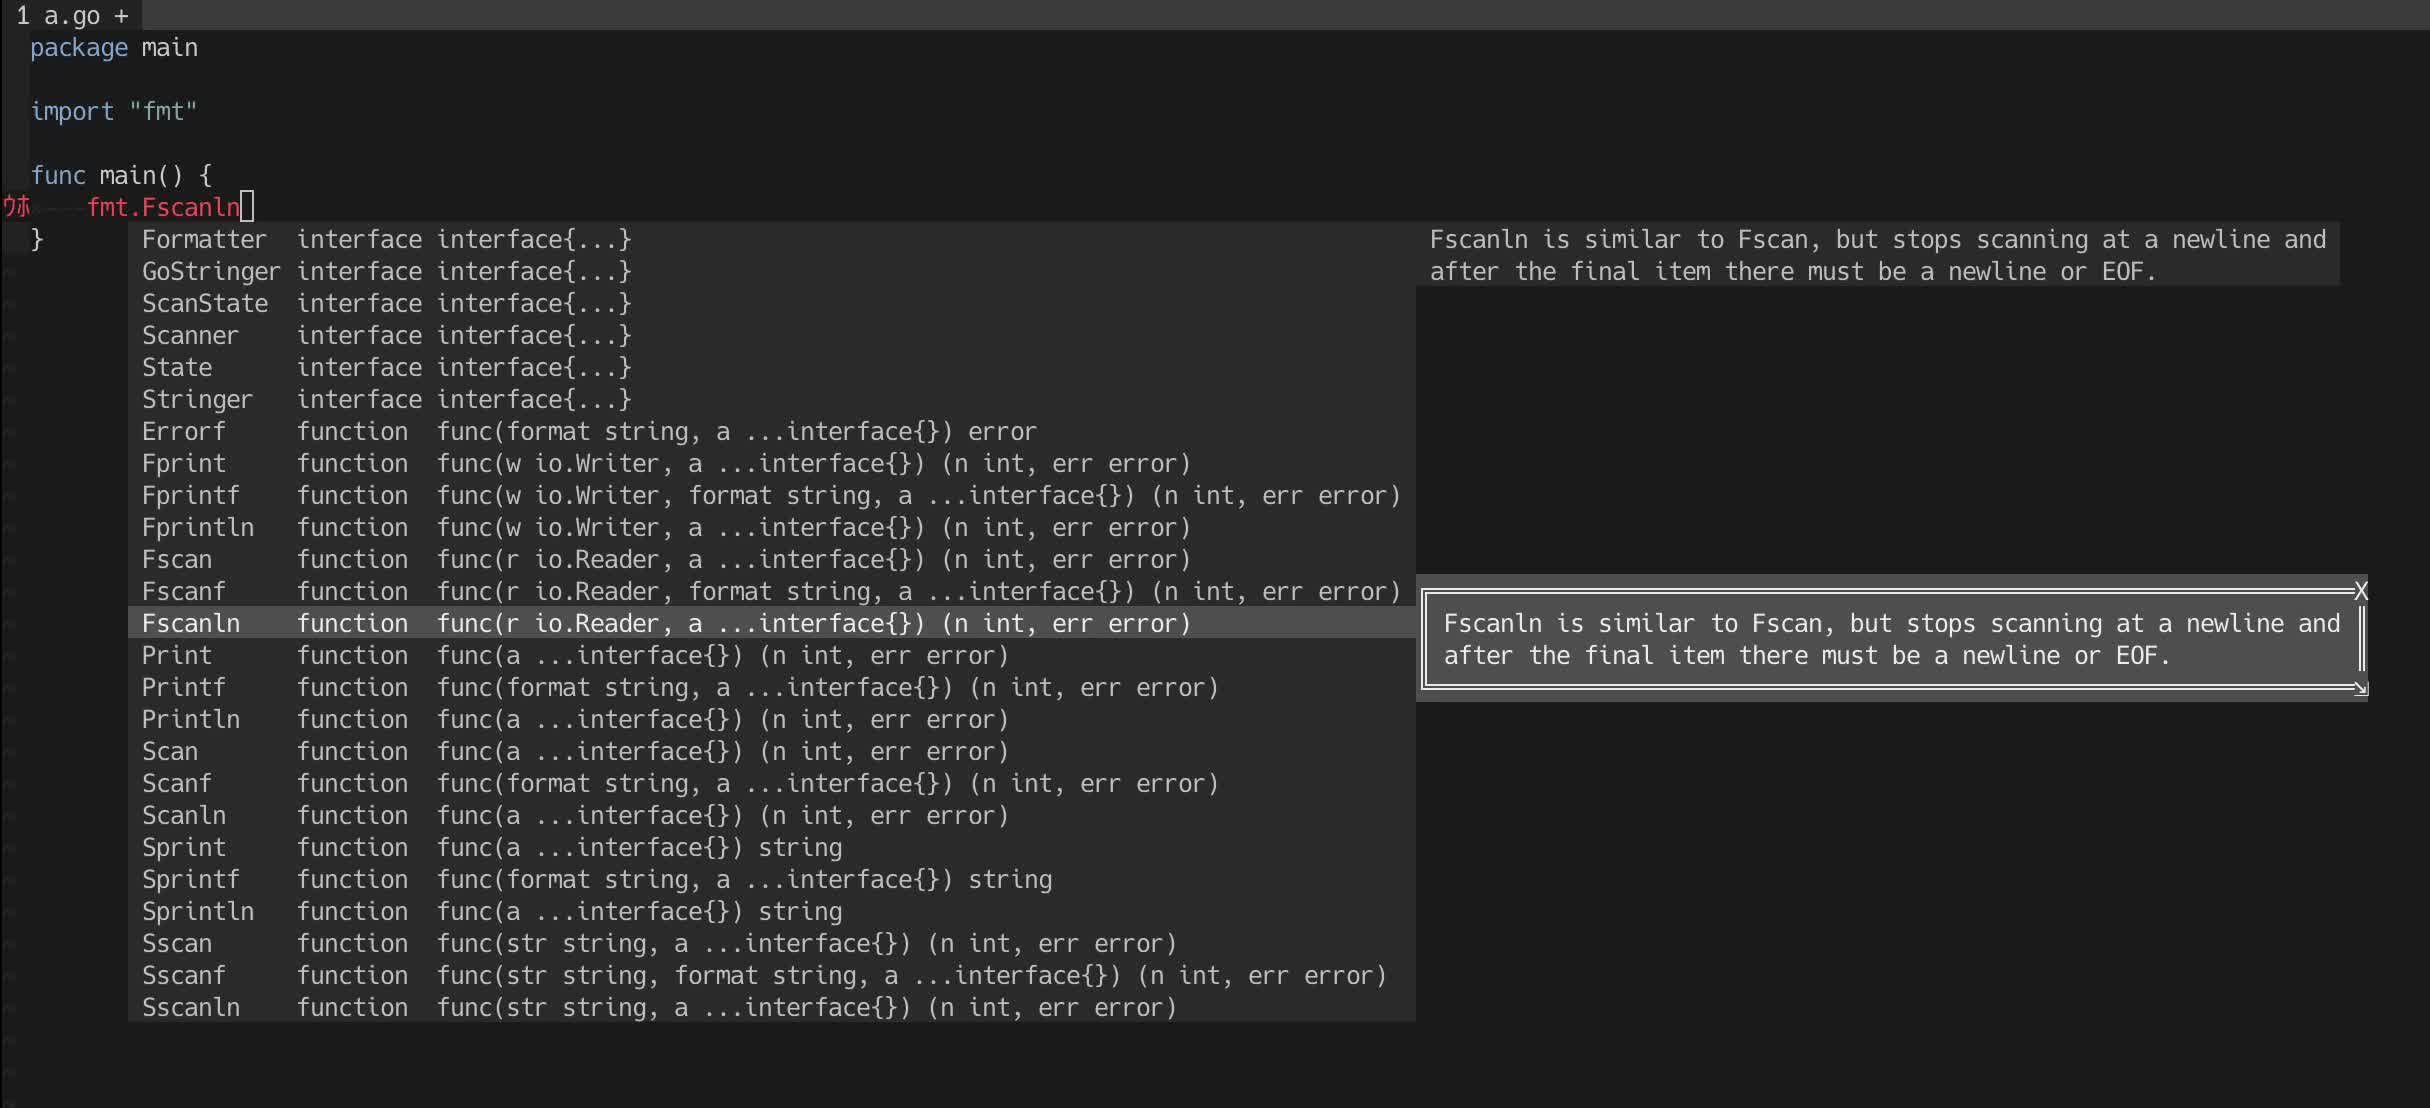 1 a.go +
package main
import "fmt"
func main() {
ｳﾎ fmt.Fscanln
}
Formatter interface interface{...}
GoStringer interface interface{...}
ScanState interface interface{...}
Scanner interface interface{...}
State interface interface{...}
Stringer interface interface{...}
Errorf function func(format string, a ...interface{}) error
Fprint function func(w io.Writer, a ...interface{}) (n int, err error)
Fprintf function func(w io.Writer, format string, a ...interface{}) (n int, err error)
Fprintln function func(w io.Writer, a ...interface{}) (n int, err error)
Fscan function func(r io.Reader, a ...interface{}) (n int, err error)
Fscanf function func(r io.Reader, format string, a ...interface{}) (n int, err error)
Fscanln function func(r io.Reader, a ...interface{}) (n int, err error)
Print function func(a ...interface{}) (n int, err error)
Printf function func(format string, a ...interface{}) (n int, err error)
Println function func(a ...interface{}) (n int, err error)
Scan function func(a ...interface{}) (n int, err error)
Scanf function func(format string, a ...interface{}) (n int, err error)
Scanln function func(a ...interface{}) (n int, err error)
Sprint function func(a ...interface{}) string
Sprintf function func(format string, a ...interface{}) string
Sprintln function func(a ...interface{}) string
Sscan function func(str string, a ...interface{}) (n int, err error)
Sscanf function func(str string, format string, a ...interface{}) (n int, err error)
Sscanln function func(str string, a ...interface{}) (n int, err error)
Fscanln is similar to Fscan, but stops scanning at a newline and
after the final item there must be a newline or EOF.
X
Fscanln is similar to Fscan, but stops scanning at a newline and
after the final item there must be a newline or EOF.